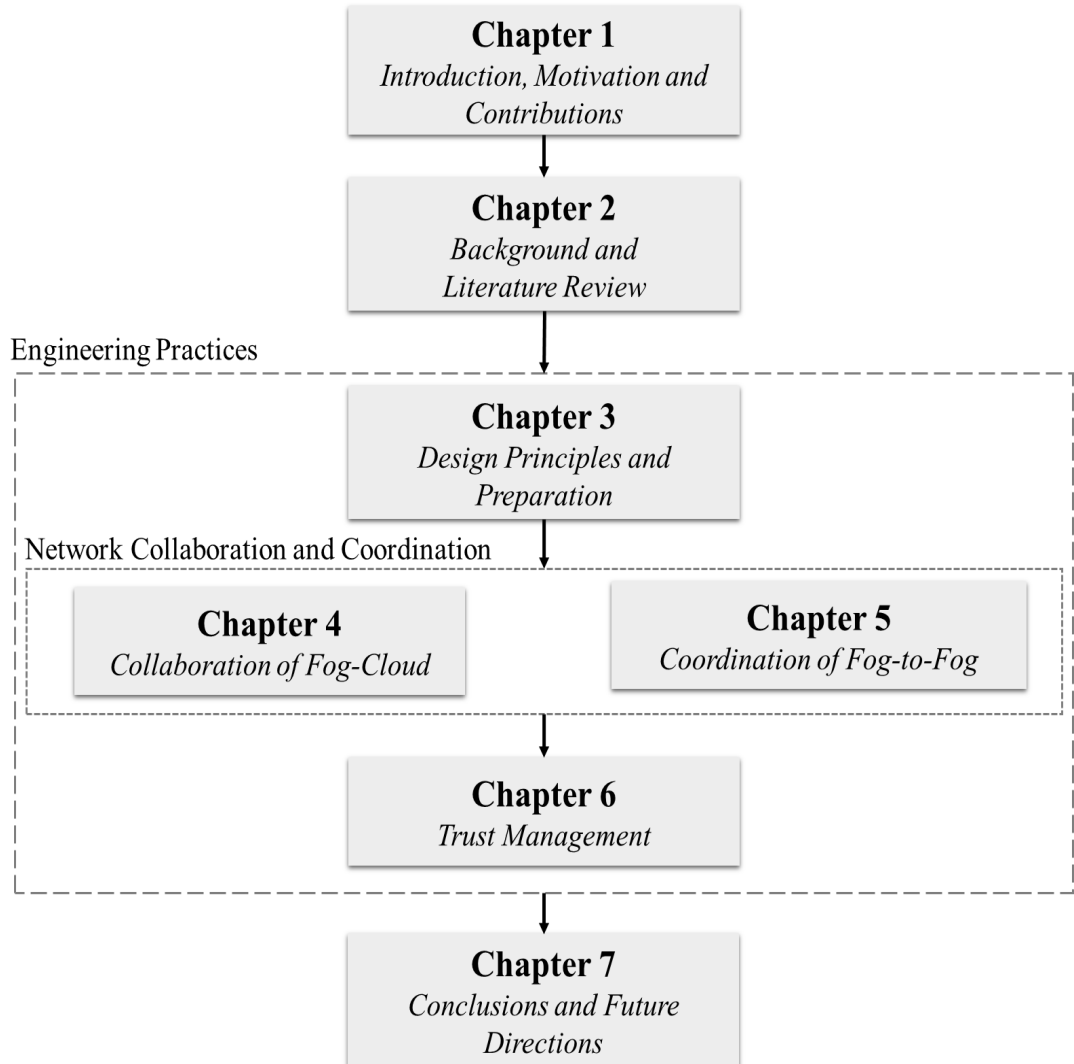 Chapter 1
Introduction, Motivation and
Contributions
Chapter 2
Background and
Literature Review
Engineering Practices
Chapter 3
Design Principles and
Preparation
Network Collaboration and Coordination
Chapter 4
Collaboration of Fog-Cloud
Chapter 5
Coordination of Fog-to-Fog
Chapter 6
Trust Management
Chapter 7
Conclusions and Future
Directions